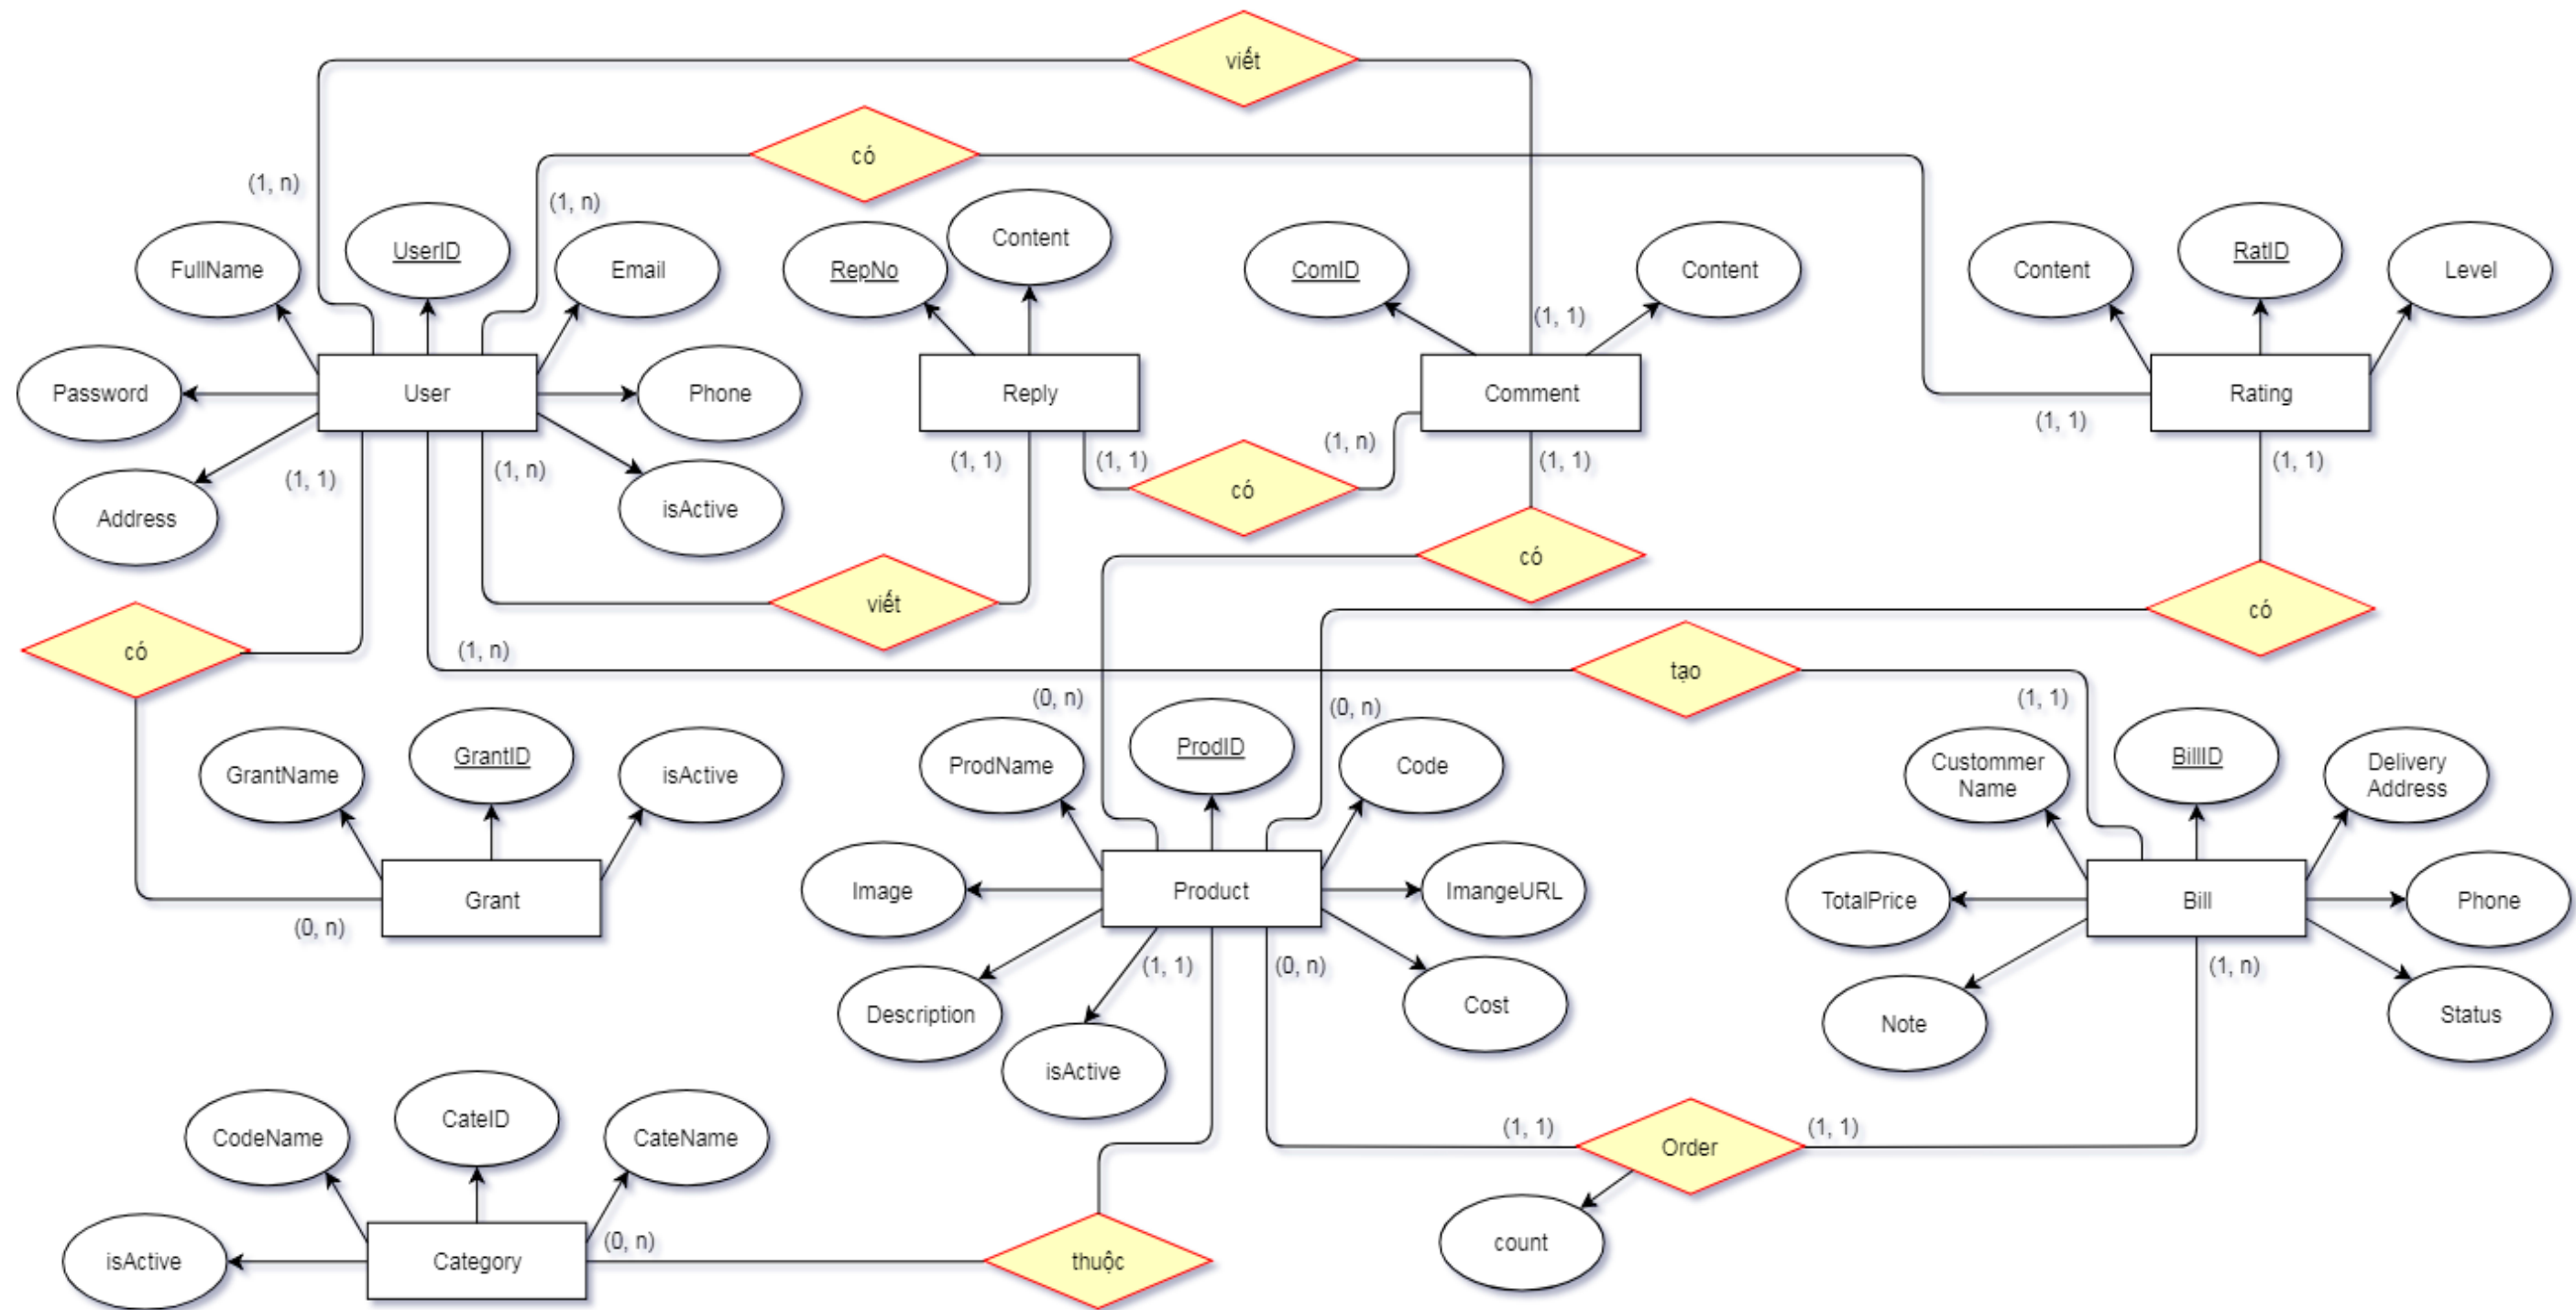 viết
có
(1, n)
(1, n)
FullName
UserID
Email
RepNo
Content
ComID
Content
Content
RatID
Level
(1, 1)
Password
User
Phone
Reply
Comment
Rating
(1, 1)
(1, n)
(1, 1)
(1, n)
(1, 1)
(1, 1)
(1, 1)
(1, 1)
Address
isActive
có
có
viết
có
có
(1, n)
tạo
(0, n)
(0, n)
(1, 1)
GrantName
GrantID
isActive
ProdName
ProdID
Code
Custommer
Name
BillID
Delivery
Address
Grant
(0, n)
Image
Product
ImangeURL
TotalPrice
Bill
Phone
(1, 1)
(0, n)
(1, n)
Description
isActive
Cost
Note
Status
CodeName
CateID
CateName
(1, 1)
Order
(1, 1)
count
isActive
Category
(0, n)
thuộc